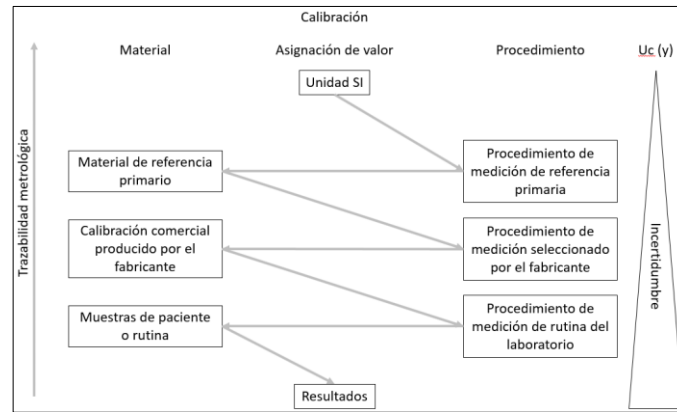 Calibración
Material
Asignación de valor
Procedimiento
Uc (y)
Unidad SI
Trazabilidad metrológica
Material de referencia
primario
Procedimiento de
medición de referencia
primaria
Calibración comercial
producido por el
fabricante
Procedimiento de
medición seleccionado
por el fabricante
Incertidumbre
Muestras de paciente
o rutina
Procedimiento de
medición de rutina del
laboratorio
Resultados